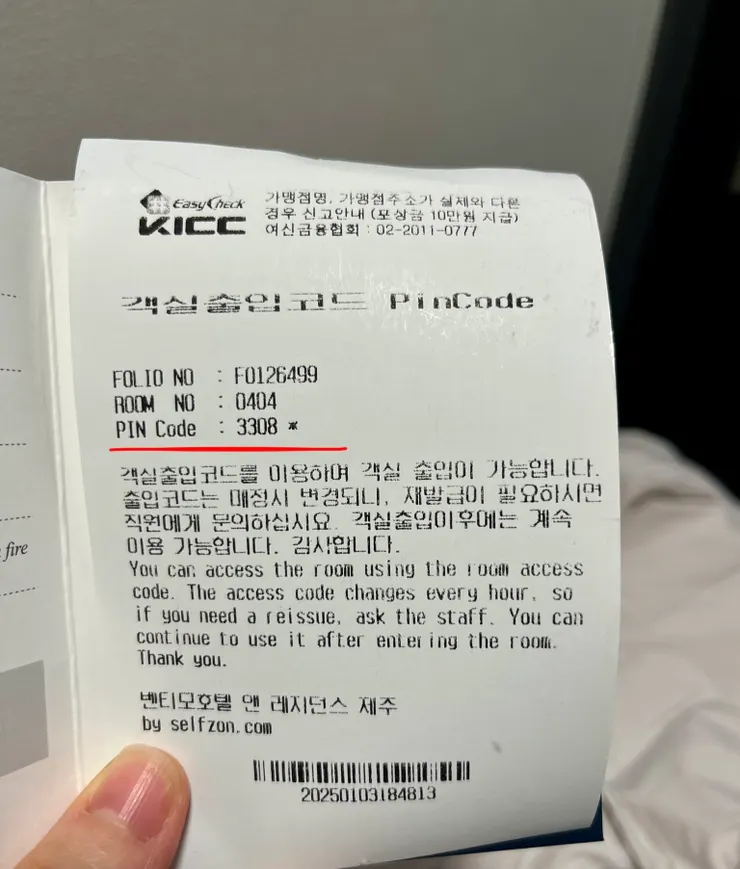 EasyCheck
KICC
가맹점명, 가맹점주소가 실제와 다른
경우 신고안내 (포상금 10만원 지급)
여신금융협회 : 02-2011-0777
객실출입코드 PinCode
FOLIO NO : F0126499
ROOM NO : 0404
PIN Code : 3308 *
객실출입코드를 이용하여 객실 출입이 가능합니다.
출입코드는 매정시 변경되니, 재발급이 필요하시면
직원에게 문의하십시요. 객실출입이후에는 계속
이용 가능합니다. 감사합니다.
You can access the room using the room access
code. The access code changes every hour, so
if you need a reissue, ask the staff. You can
continue to use it after entering the room.
Thank you.
벤티모호텔 앤 레지던스 제주
by selfzon.com
20250103184813
fire